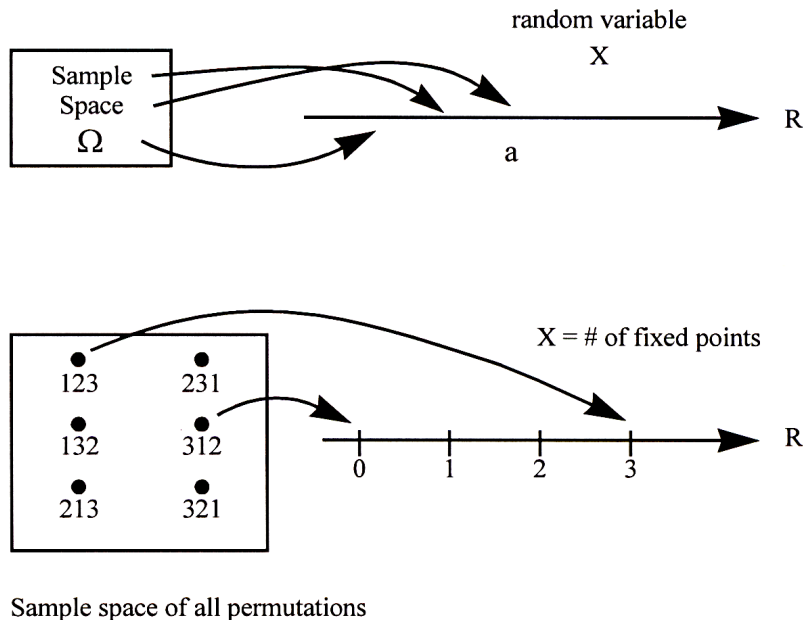 random variable
X
Sample
Space
Ω
R
a
X = # of fixed points
123 231
132 312
213 321
R
0 1 2 3
Sample space of all permutations